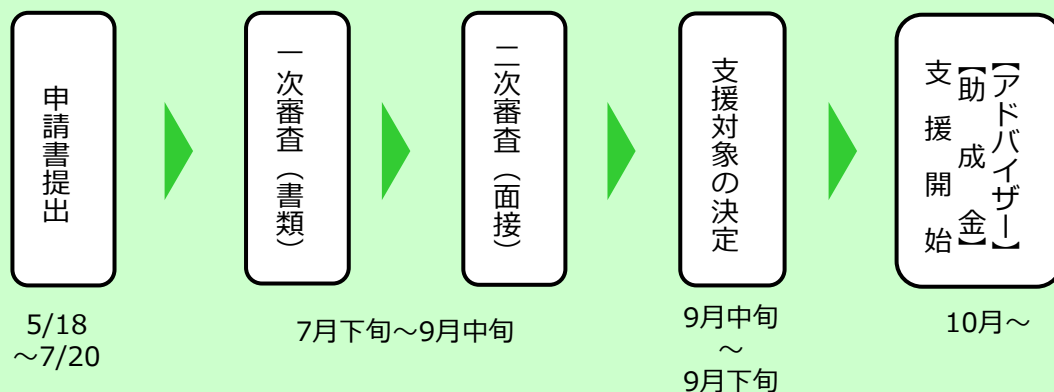 申請書提出
5/18
～7/20
一次審査（書類）
二次審査（面接）
7月下旬～9月中旬
支援対象の決定
9月中旬
～
9月下旬
【アドバイザー】
【助成金】
支援開始
10月～